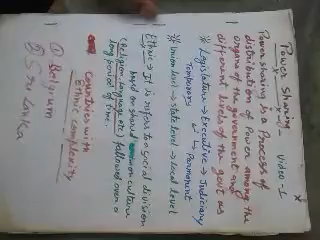 Power Sharing
Video-1
Power sharing is a Process of
distribution of Power among the
organs of the government and
different levels of the govt as
* Legislature → Executive → Judiciary
Temporary
Permanent
* Union level → state level → Local level
Ethnic → It is refers to a social division
based on shared common culture
(Religion, language etc) followed over a
long period of time.
Countries with
Ethnic Complexity
① Belgium
② Sri Lanka